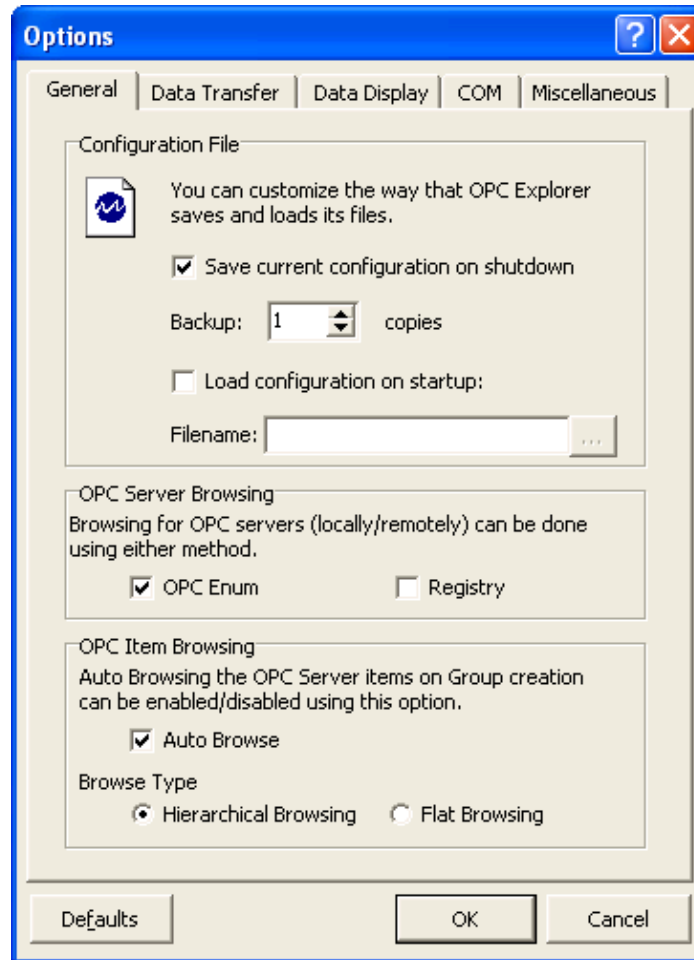 Options
General Data Transfer Data Display COM Miscellaneous
Configuration File
You can customize the way that OPC Explorer
saves and loads its files.
Save current configuration on shutdown
Backup: 1 copies
Load configuration on startup:
Filename: ...
OPC Server Browsing
Browsing for OPC servers (locally/remotely) can be done
using either method.
OPC Enum Registry
OPC Item Browsing
Auto Browsing the OPC Server items on Group creation
can be enabled/disabled using this option.
Auto Browse
Browse Type
Hierarchical Browsing Flat Browsing
Defaults OK Cancel